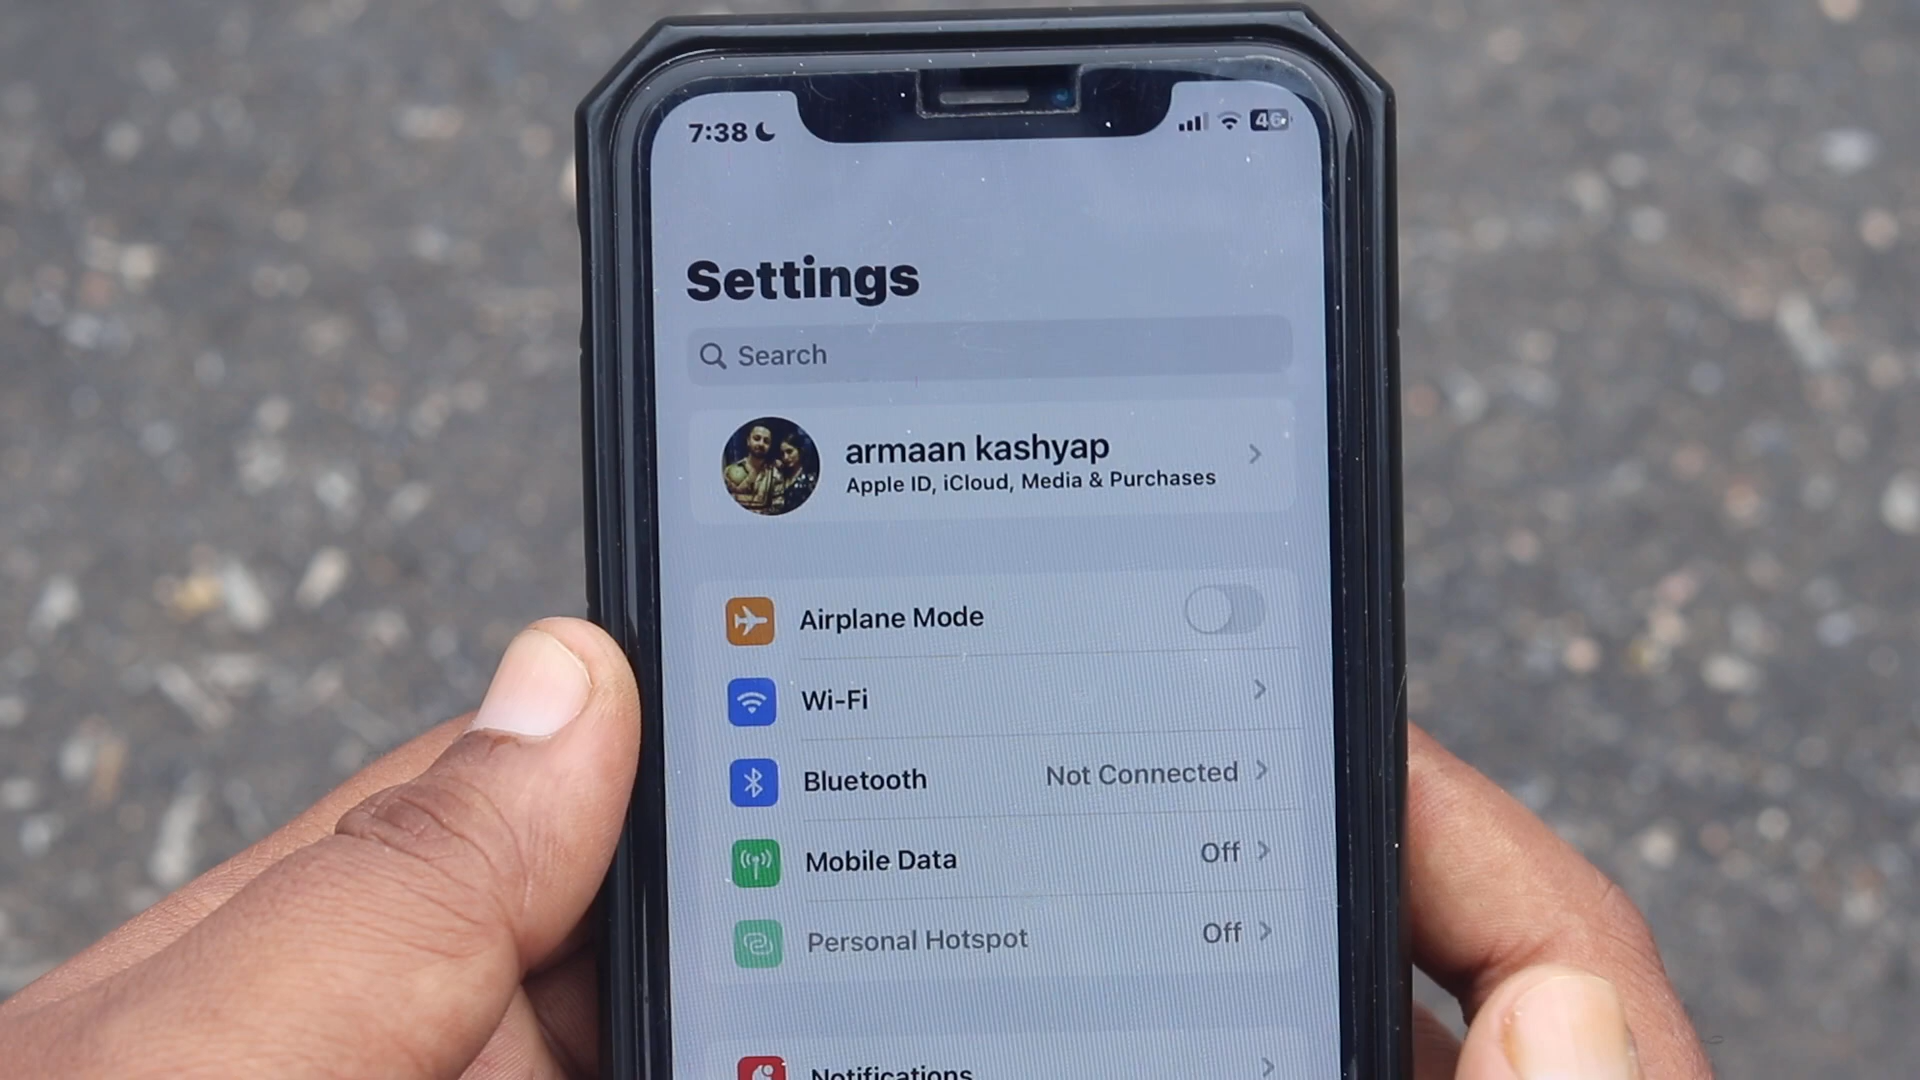 7:38 46
Settings
Search
armaan kashyap
Apple ID, iCloud, Media & Purchases
Airplane Mode
Wi-Fi
Bluetooth Not Connected
Mobile Data Off
Personal Hotspot Off
Notifications